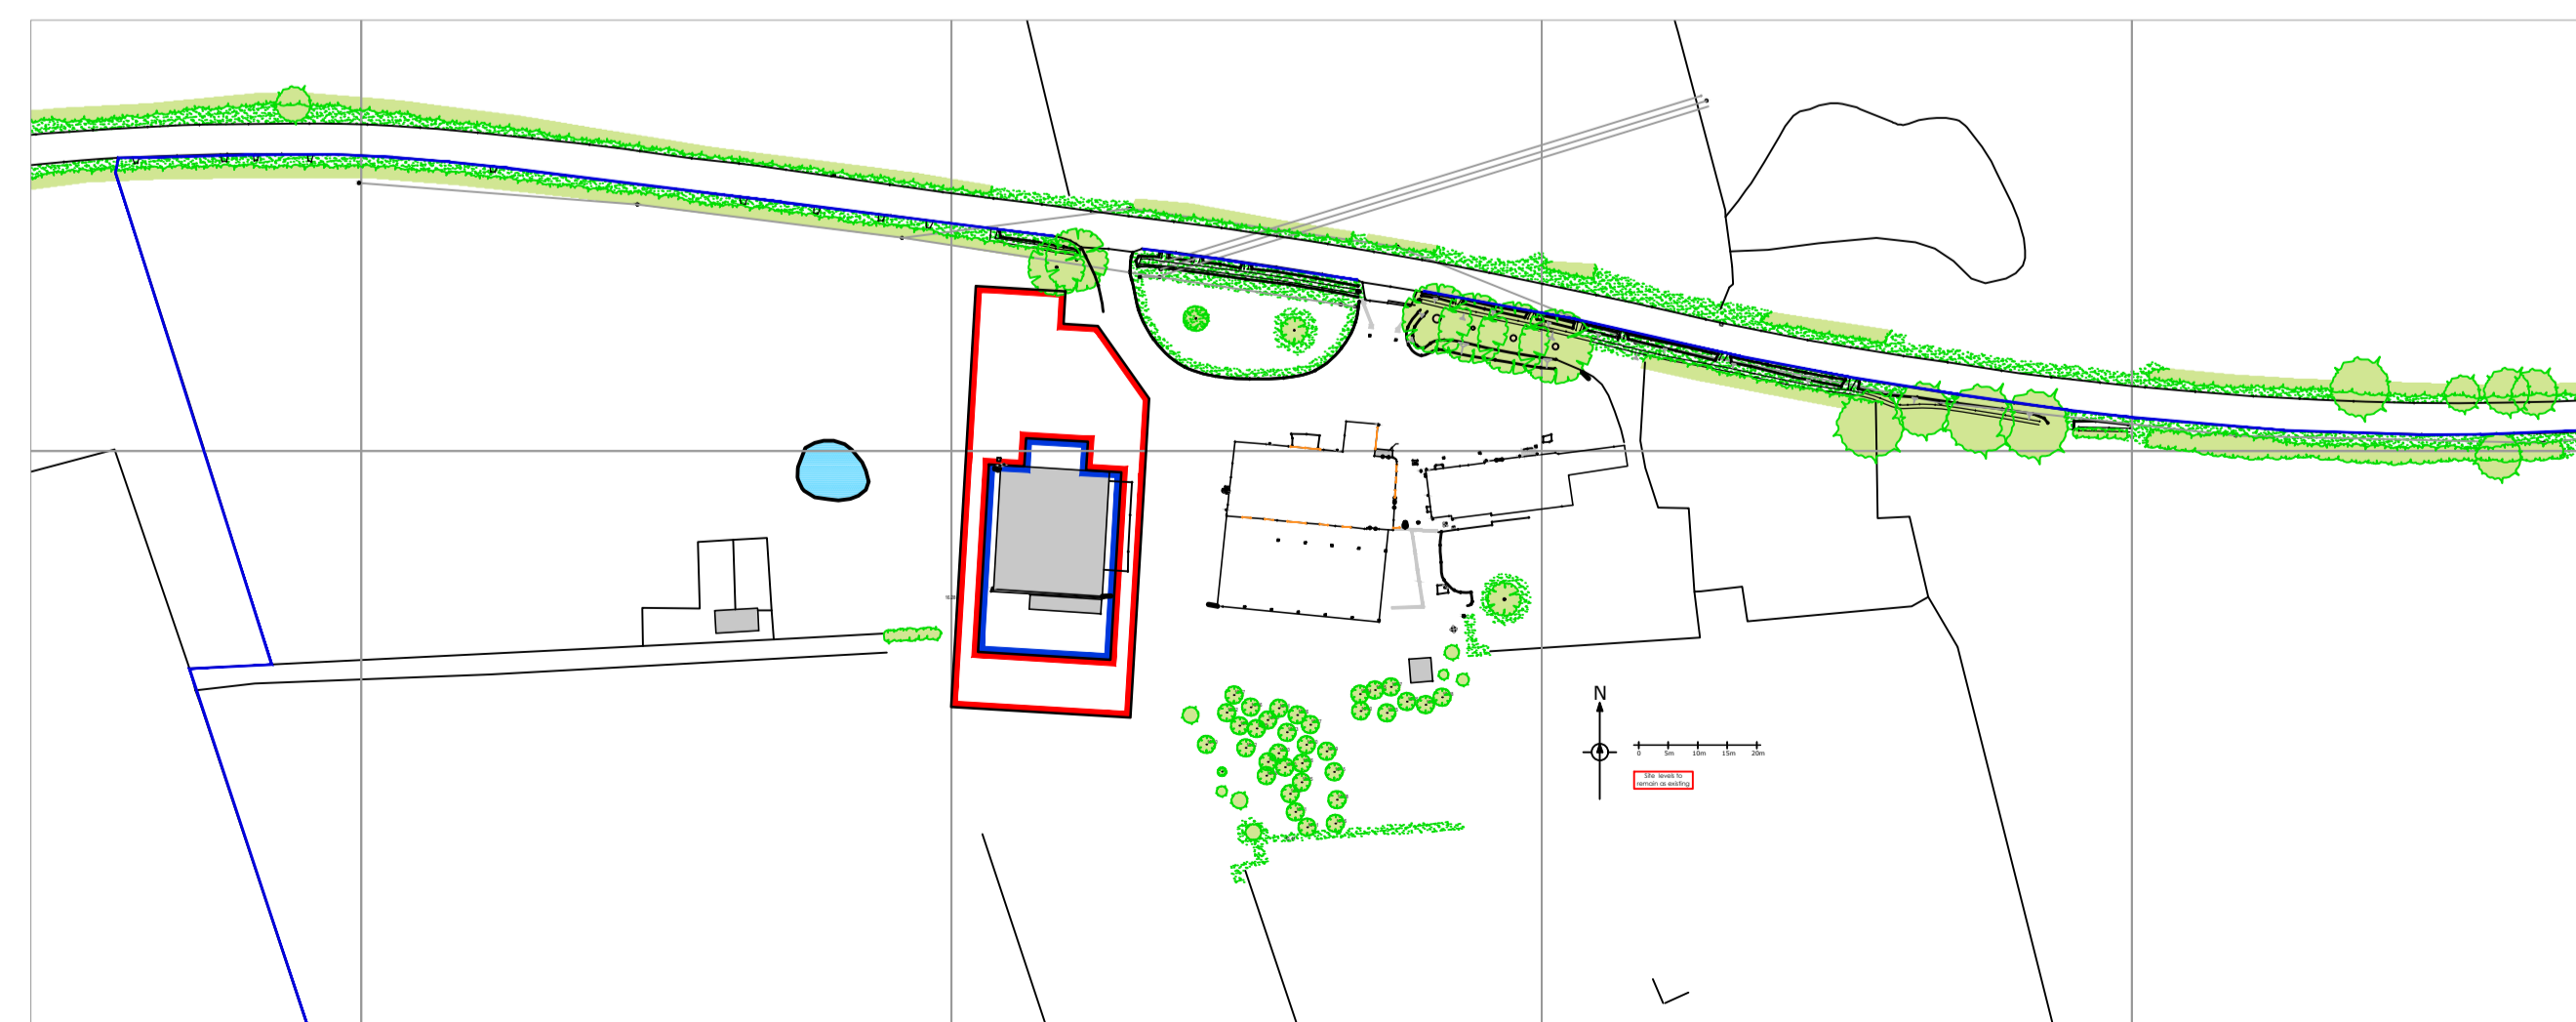 N
0 5m 10m 15m 20m
Site levels to
remain as existing